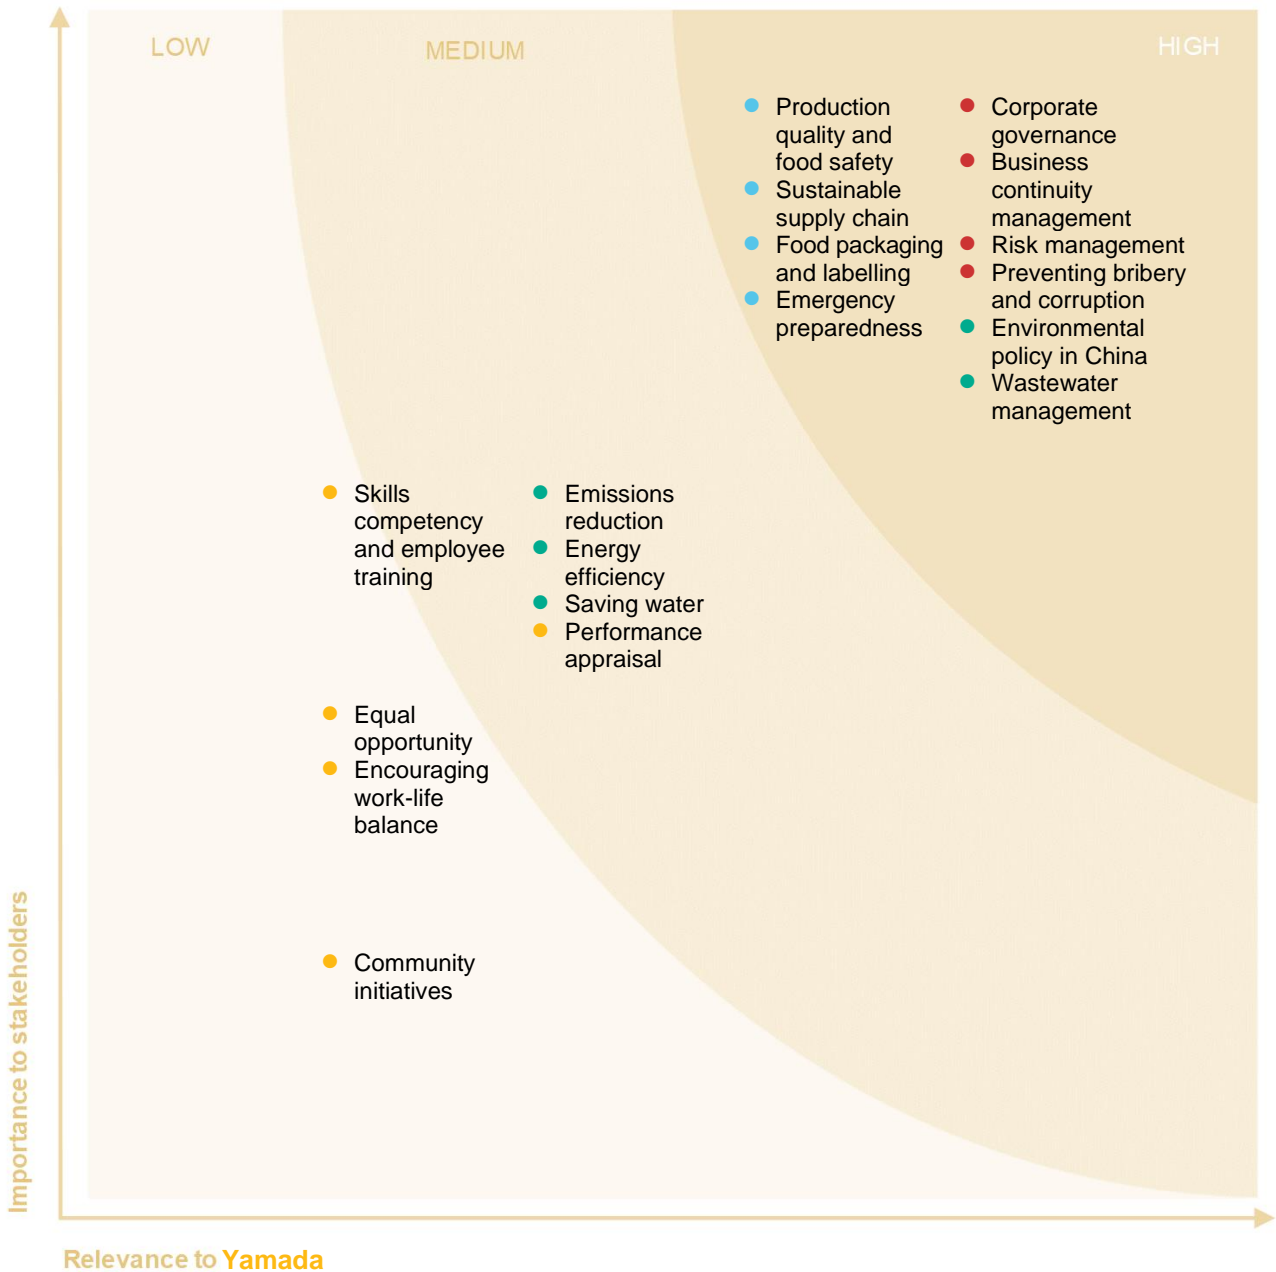 LOW
MEDIUM
HIGH
Production
quality and
food safety
Sustainable
supply chain
Food packaging
and labelling
Emergency
preparedness
Corporate
governance
Business
continuity
management
Risk management
Preventing bribery
and corruption
Environmental
policy in China
Wastewater
management
Skills
competency
and employee
training
Emissions
reduction
Energy
efficiency
Saving water
Performance
appraisal
Equal
opportunity
Encouraging
work-life
balance
Community
initiatives
Importance to stakeholders
Relevance to Yamada